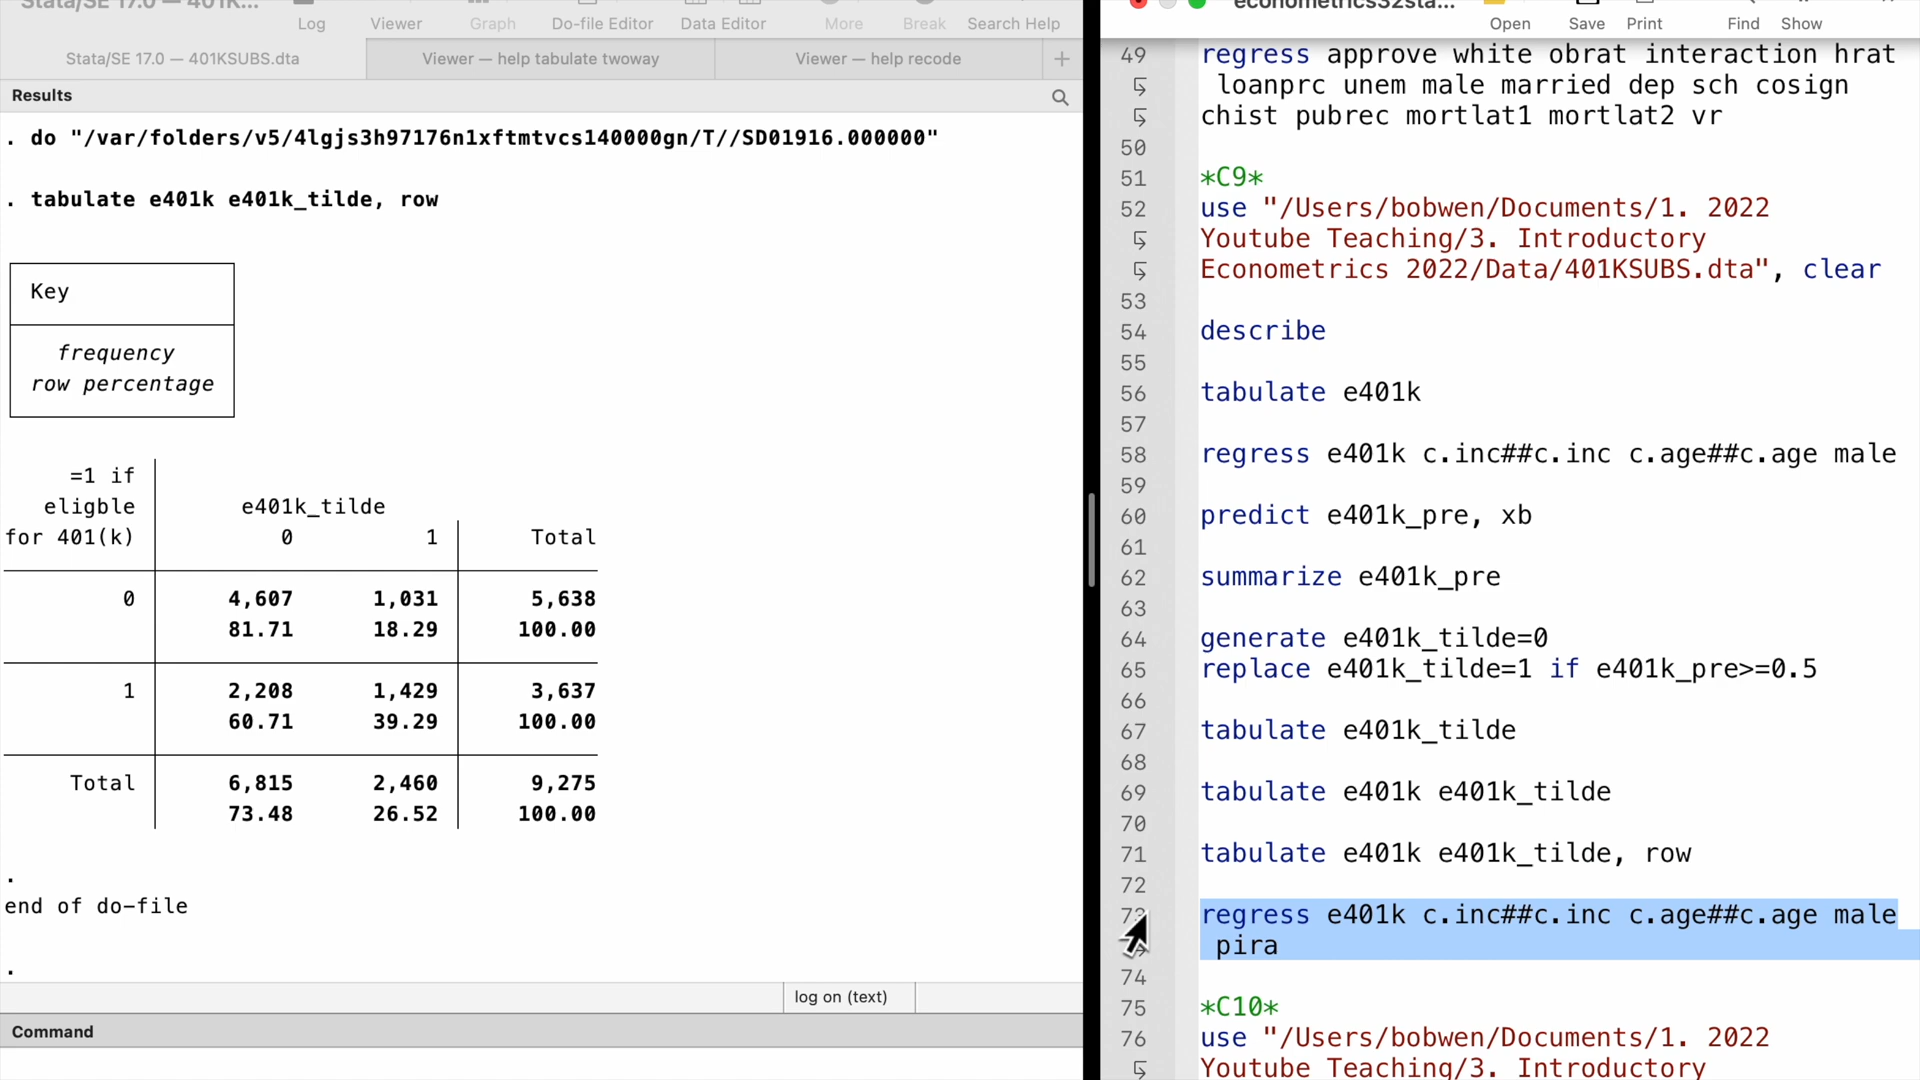 Stata/SE 17.0 — 401K...
Log Viewer Graph Do-file Editor Data Editor More Break Search Help
Stata/SE 17.0 — 401KSUBS.dta Viewer — help tabulate twoway Viewer — help recode +
Results
. do "/var/folders/v5/4lgjs3h97176n1xftmtvcs140000gn/T//SD01916.000000"
. tabulate e401k e401k_tilde, row
Key
frequency
row percentage
=1 if
eligble e401k_tilde
for 401(k) 0 1 Total
0 4,607 1,031 5,638
81.71 18.29 100.00
1 2,208 1,429 3,637
60.71 39.29 100.00
Total 6,815 2,460 9,275
73.48 26.52 100.00
.
end of do-file
.
log on (text)
Command
econometrics32sta...
Open Save Print Find Show
49 regress approve white obrat interaction hrat
loanprc unem male married dep sch cosign
chist pubrec mortlat1 mortlat2 vr
50
51 *C9*
52 use "/Users/bobwen/Documents/1. 2022
Youtube Teaching/3. Introductory
Econometrics 2022/Data/401KSUBS.dta", clear
53
54 describe
55
56 tabulate e401k
57
58 regress e401k c.inc##c.inc c.age##c.age male
59
60 predict e401k_pre, xb
61
62 summarize e401k_pre
63
64 generate e401k_tilde=0
65 replace e401k_tilde=1 if e401k_pre>=0.5
66
67 tabulate e401k_tilde
68
69 tabulate e401k e401k_tilde
70
71 tabulate e401k e401k_tilde, row
72
73 regress e401k c.inc##c.inc c.age##c.age male
pira
74
75 *C10*
76 use "/Users/bobwen/Documents/1. 2022
Youtube Teaching/3. Introductory